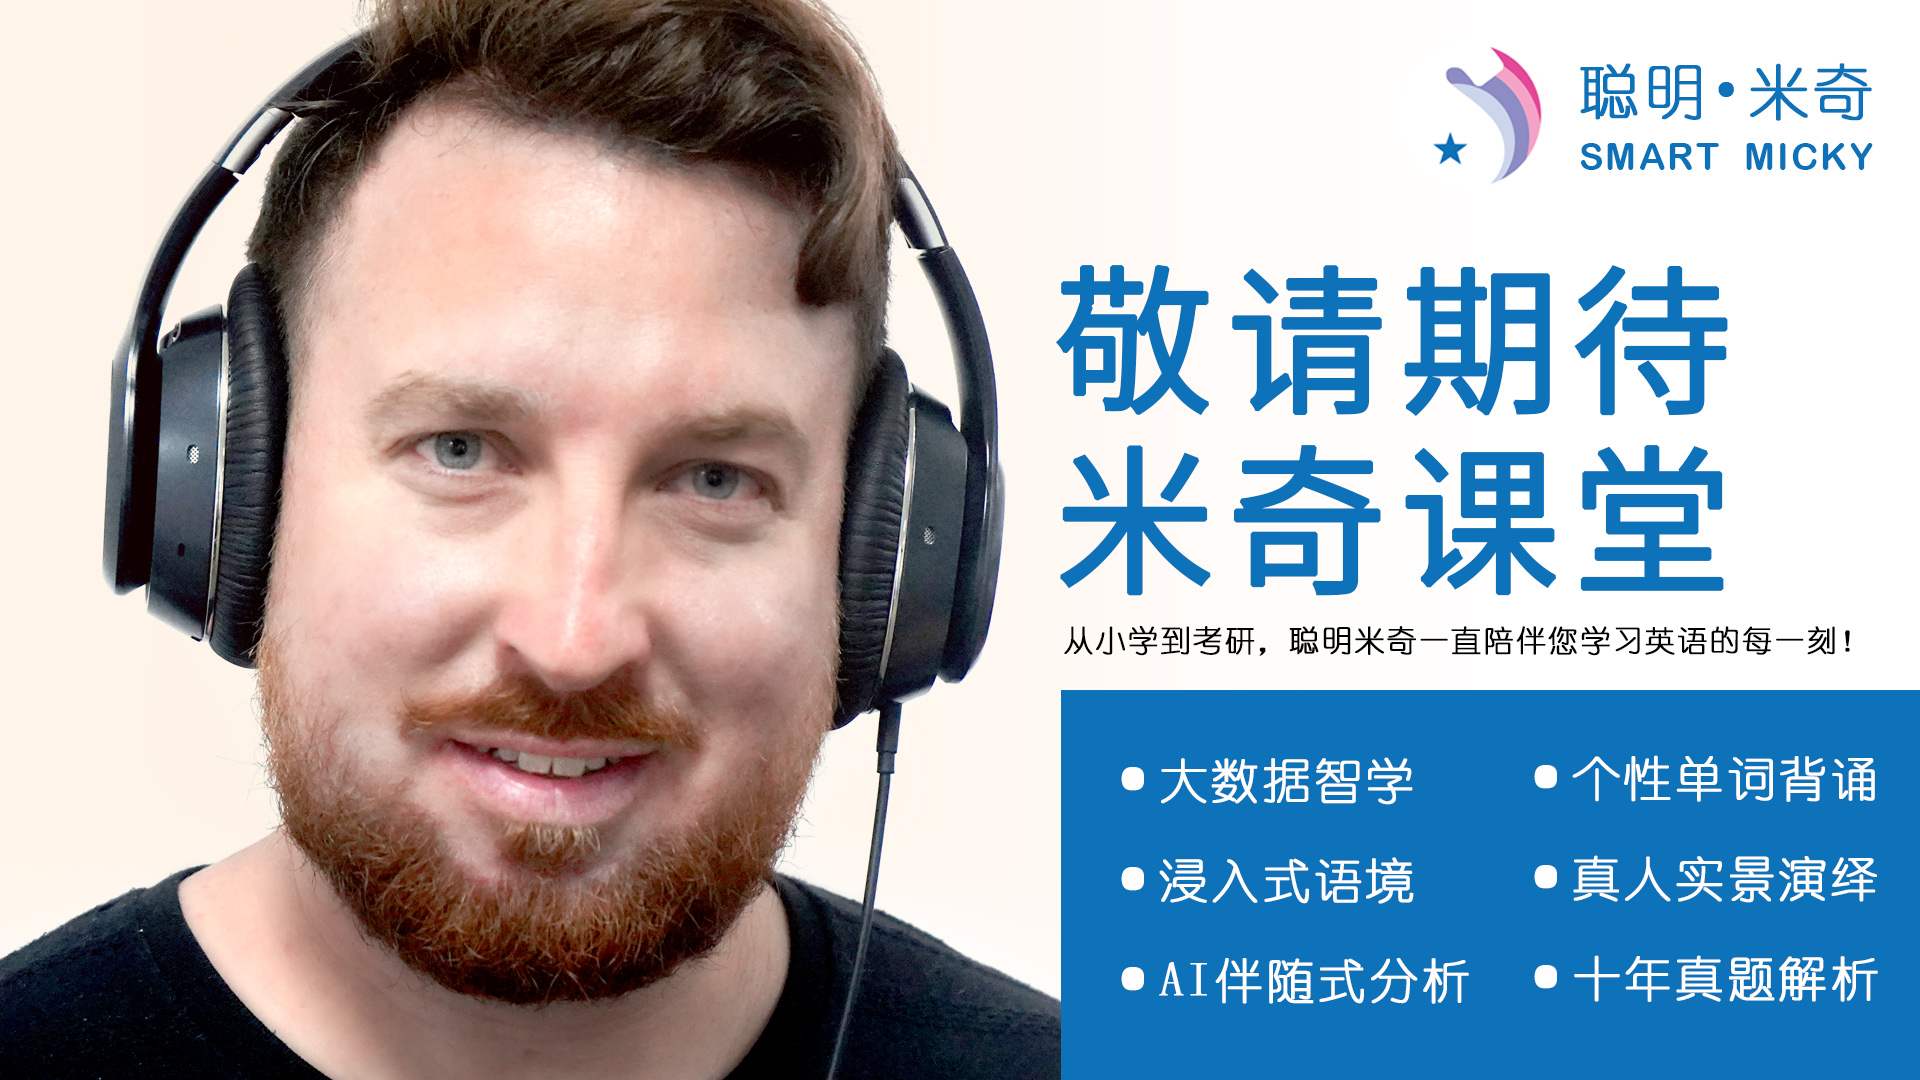 聪明·米奇
SMART MICKY
敬请期待
米奇课堂
从小学到考研，聪明米奇一直陪伴您学习英语的每一刻！
•大数据智学
•个性单词背诵
•浸入式语境
•真人实景演绎
•AI伴随式分析
•十年真题解析